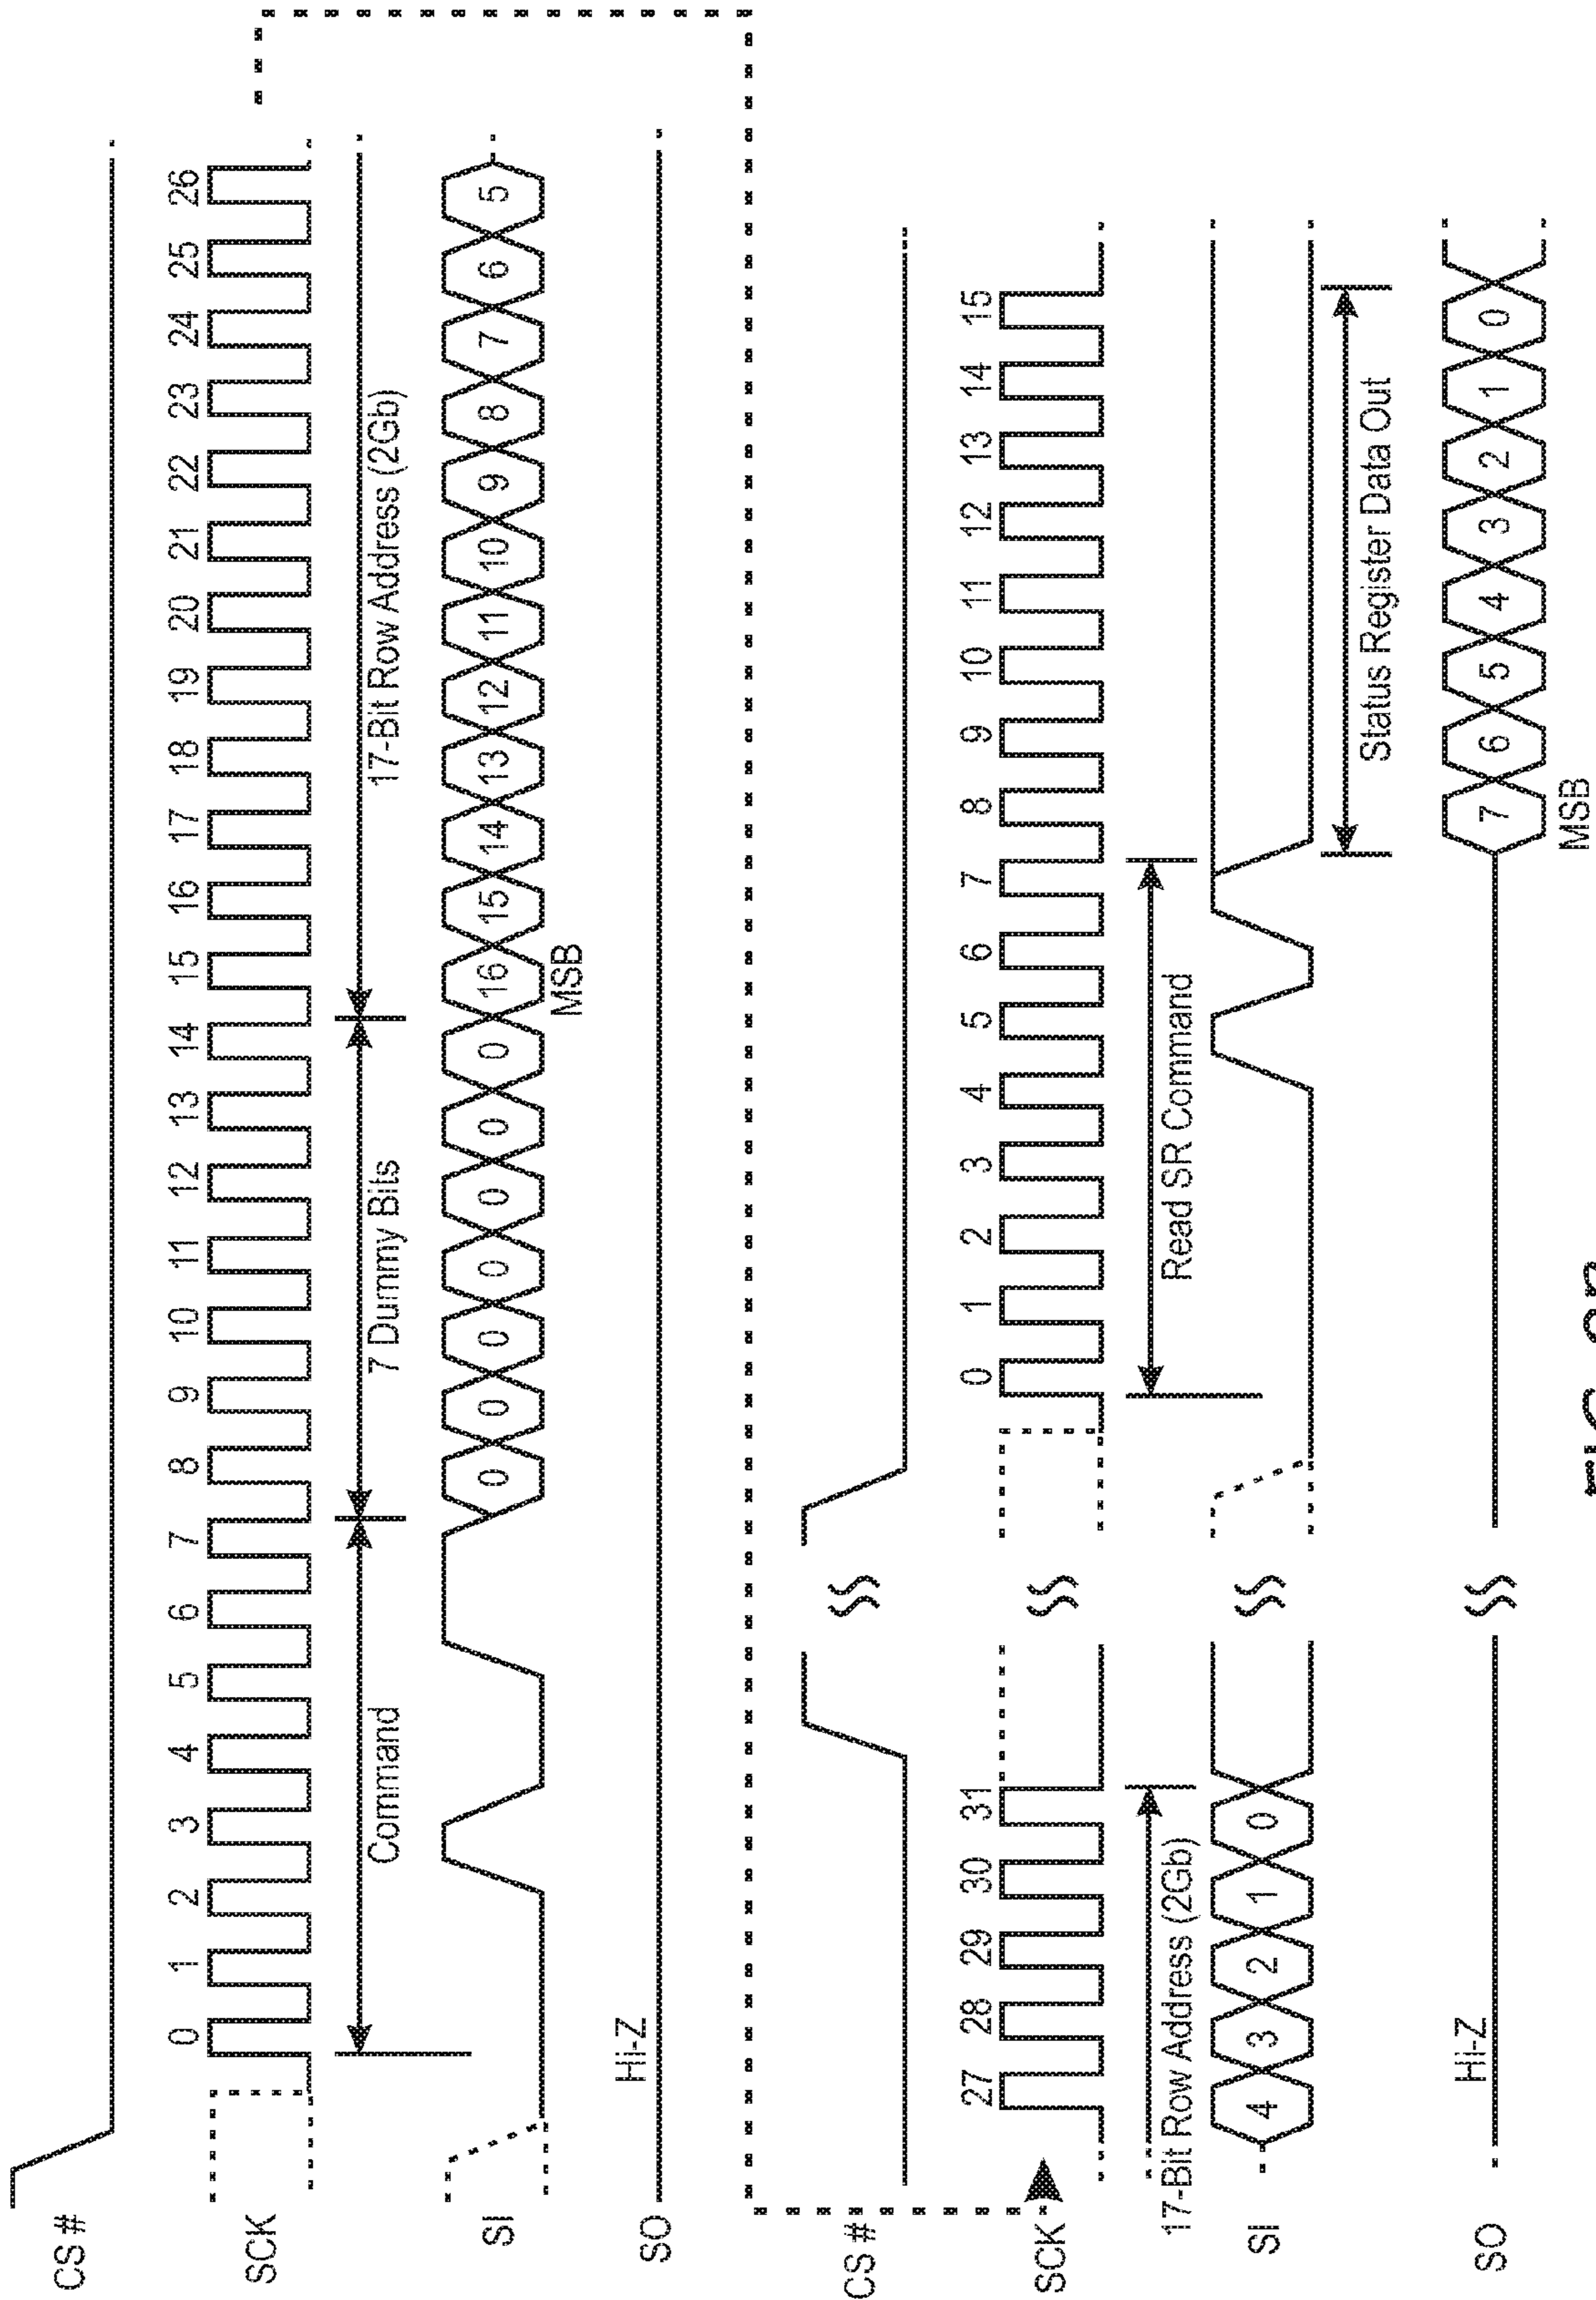 CS #
SCK
0 1 2 3 4 5 6 7 8 9 10 11 12 13 14 15 16 17 18 19 20 21 22 23 24 25 26
Command 7 Dummy Bits 17-Bit Row Address (2Gb)
SI
0 0 0 0 0 0 0 16 15 14 13 12 11 10 9 8 7 6 5
MSB
Hi-Z
SO
CS #
SCK
27 28 29 30 31 0 1 2 3 4 5 6 7 8 9 10 11 12 13 14 15
17-Bit Row Address (2Gb) Read SR Command
SI
4 3 2 1 0
Status Register Data Out
Hi-Z
SO
7 6 5 4 3 2 1 0
MSB